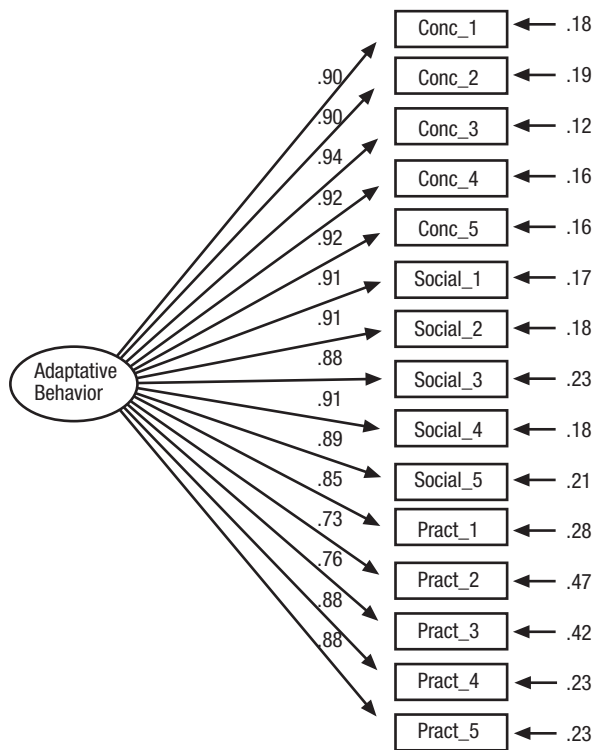 Conc_1
.18
.90
Conc_2
.19
.90
Conc_3
.12
.94
Conc_4
.16
.92
Conc_5
.16
.92
Social_1
.17
.91
Social_2
.18
.91
Social_3
.23
.88
Adaptative
Behavior
Social_4
.18
.91
Social_5
.21
.89
Pract_1
.28
.85
Pract_2
.47
.73
Pract_3
.42
.76
Pract_4
.23
.88
Pract_5
.23
.88